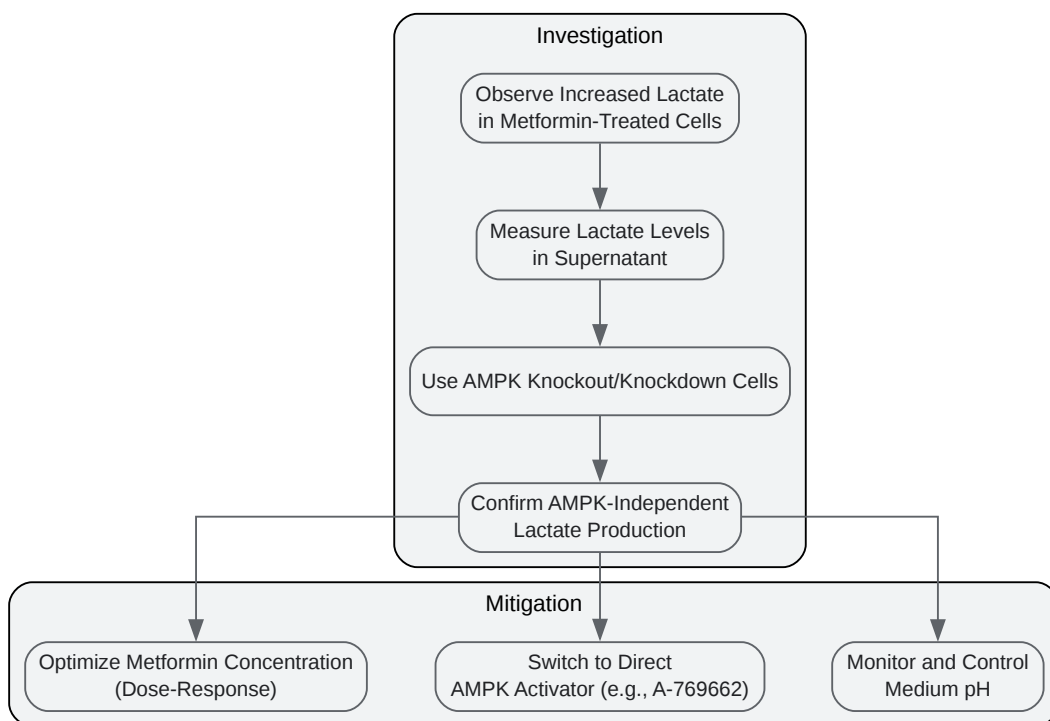 Investigation
Observe Increased Lactate
in Metformin-Treated Cells
Measure Lactate Levels
in Supernatant
Use AMPK Knockout/Knockdown Cells
Confirm AMPK-Independent
Lactate Production
Mitigation
Optimize Metformin Concentration
(Dose-Response)
Switch to Direct
AMPK Activator (e.g., A-769662)
Monitor and Control
Medium pH